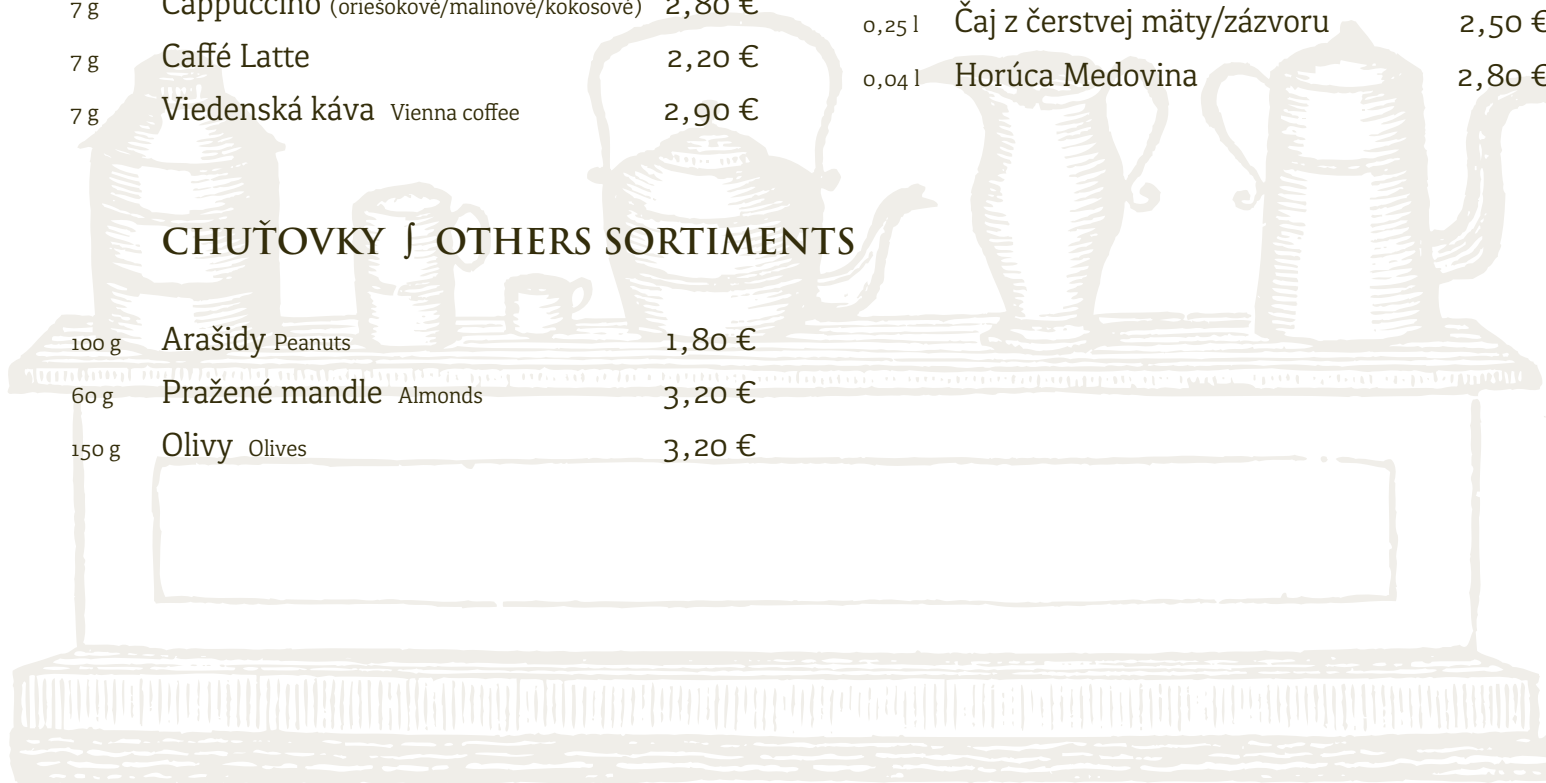 7 g Cappuccino (orieškové/malinové/kokosové) 2,80 €
7 g Caffé Latte 2,20 €
7 g Viedenská káva Vienna coffee 2,90 €
CHUŤOVKY ∫ OTHERS SORTIMENTS
100 g Arašidy Peanuts 1,80 €
60 g Pražené mandle Almonds 3,20 €
150 g Olivy Olives 3,20 €
0,25 l Čaj z čerstvej mäty/zázvoru 2,50 €
0,04 l Horúca Medovina 2,80 €